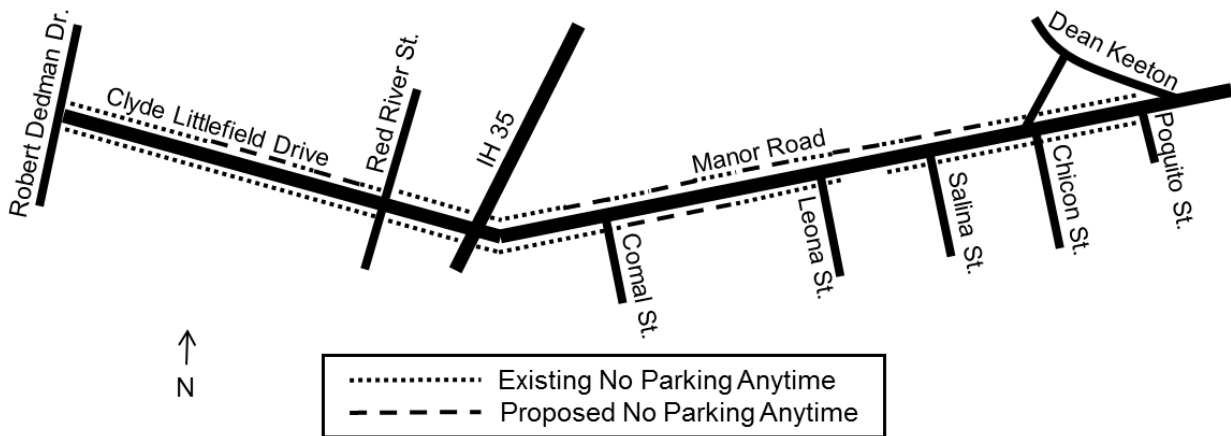 Robert Dedman Dr.
Clyde Littlefield Drive
Red River St.
IH 35
Manor Road
Dean Keeton
Comal St.
Leona St.
Salina St.
Chicon St.
Poquito St.
N
Existing No Parking Anytime
Proposed No Parking Anytime